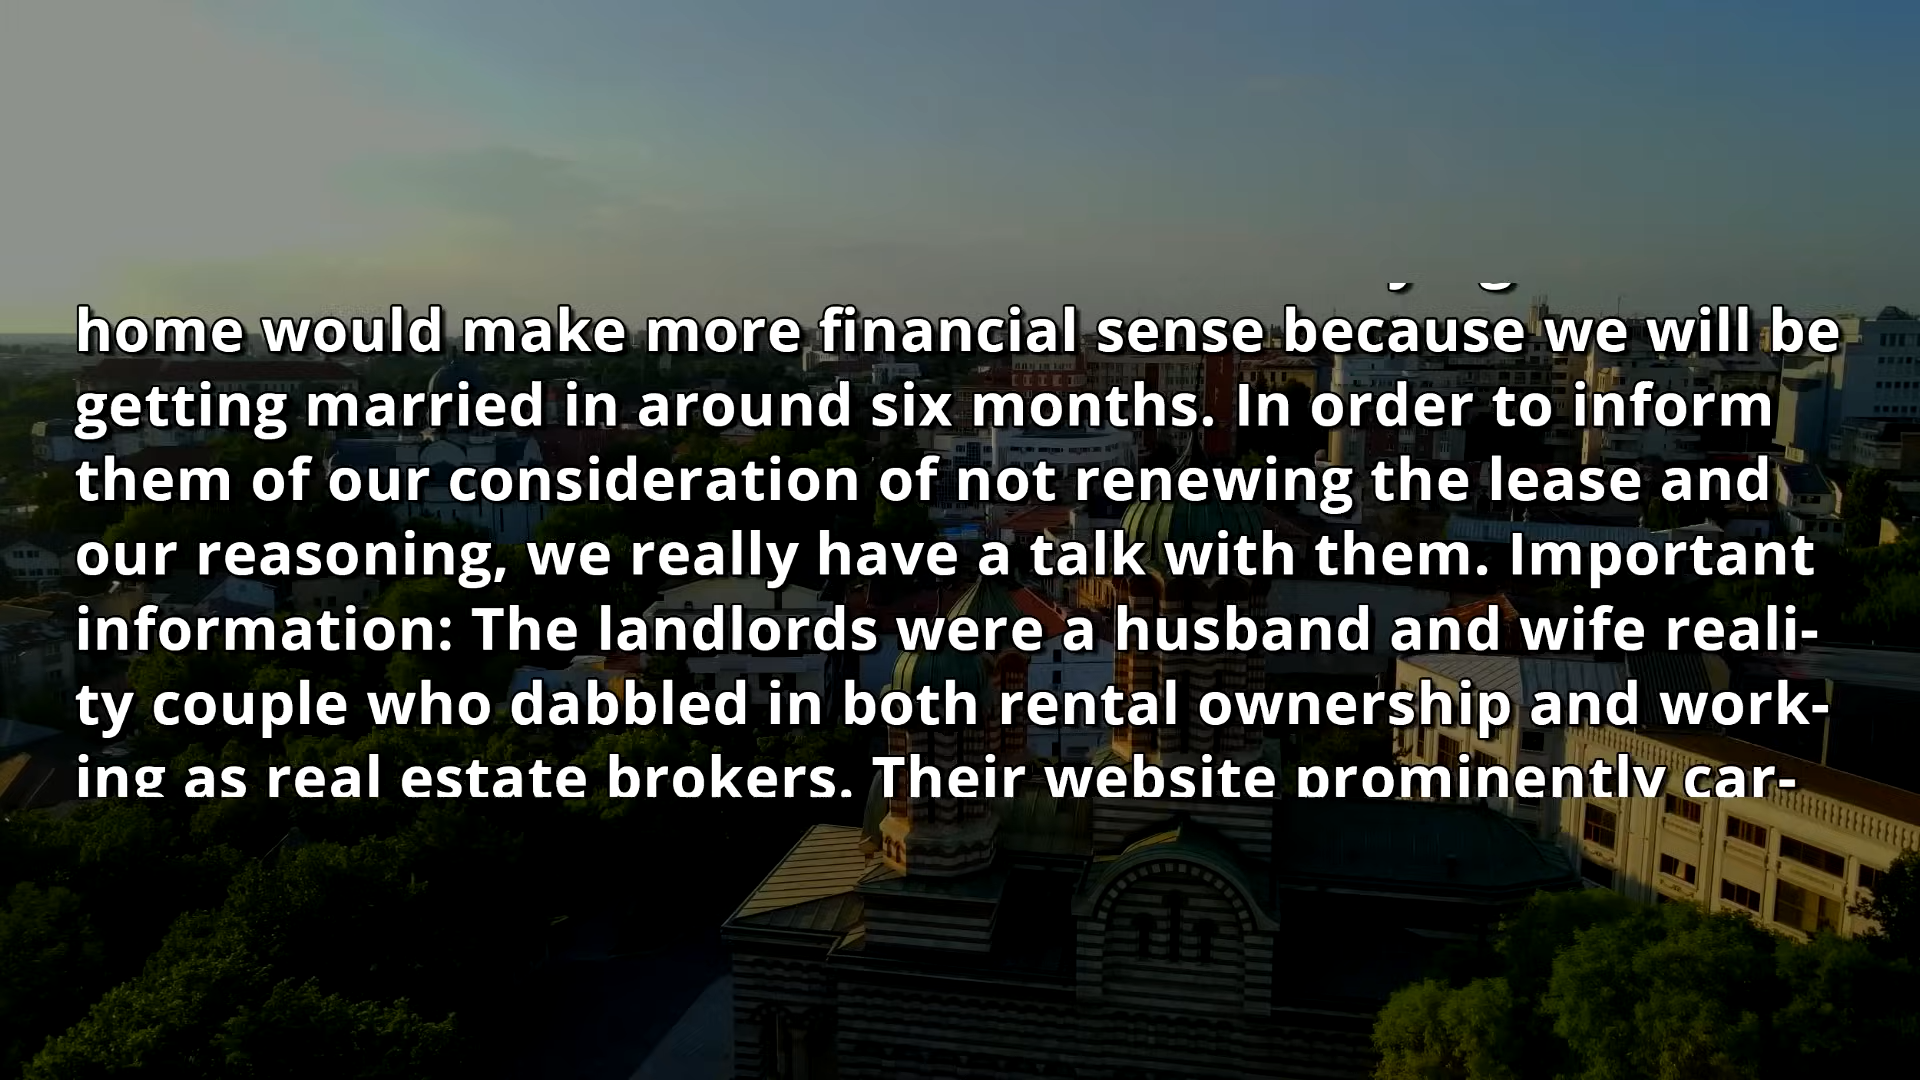 home would make more financial sense because we will be
getting married in around six months. In order to inform
them of our consideration of not renewing the lease and
our reasoning, we really have a talk with them. Important
information: The landlords were a husband and wife reali-
ty couple who dabbled in both rental ownership and work-
ing as real estate brokers. Their website prominently car-